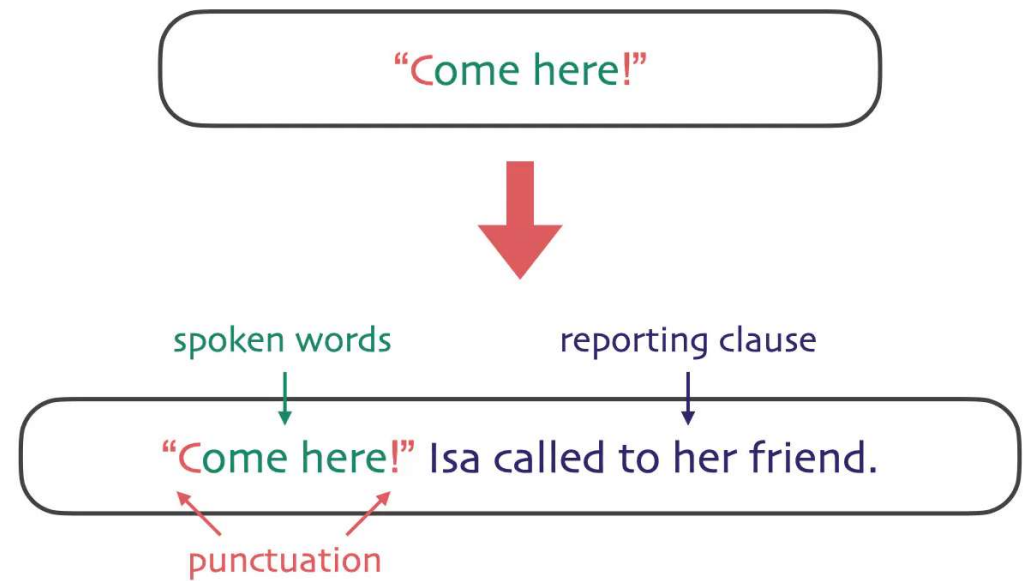 “Come here!”
spoken words reporting clause
“Come here!” Isa called to her friend.
punctuation